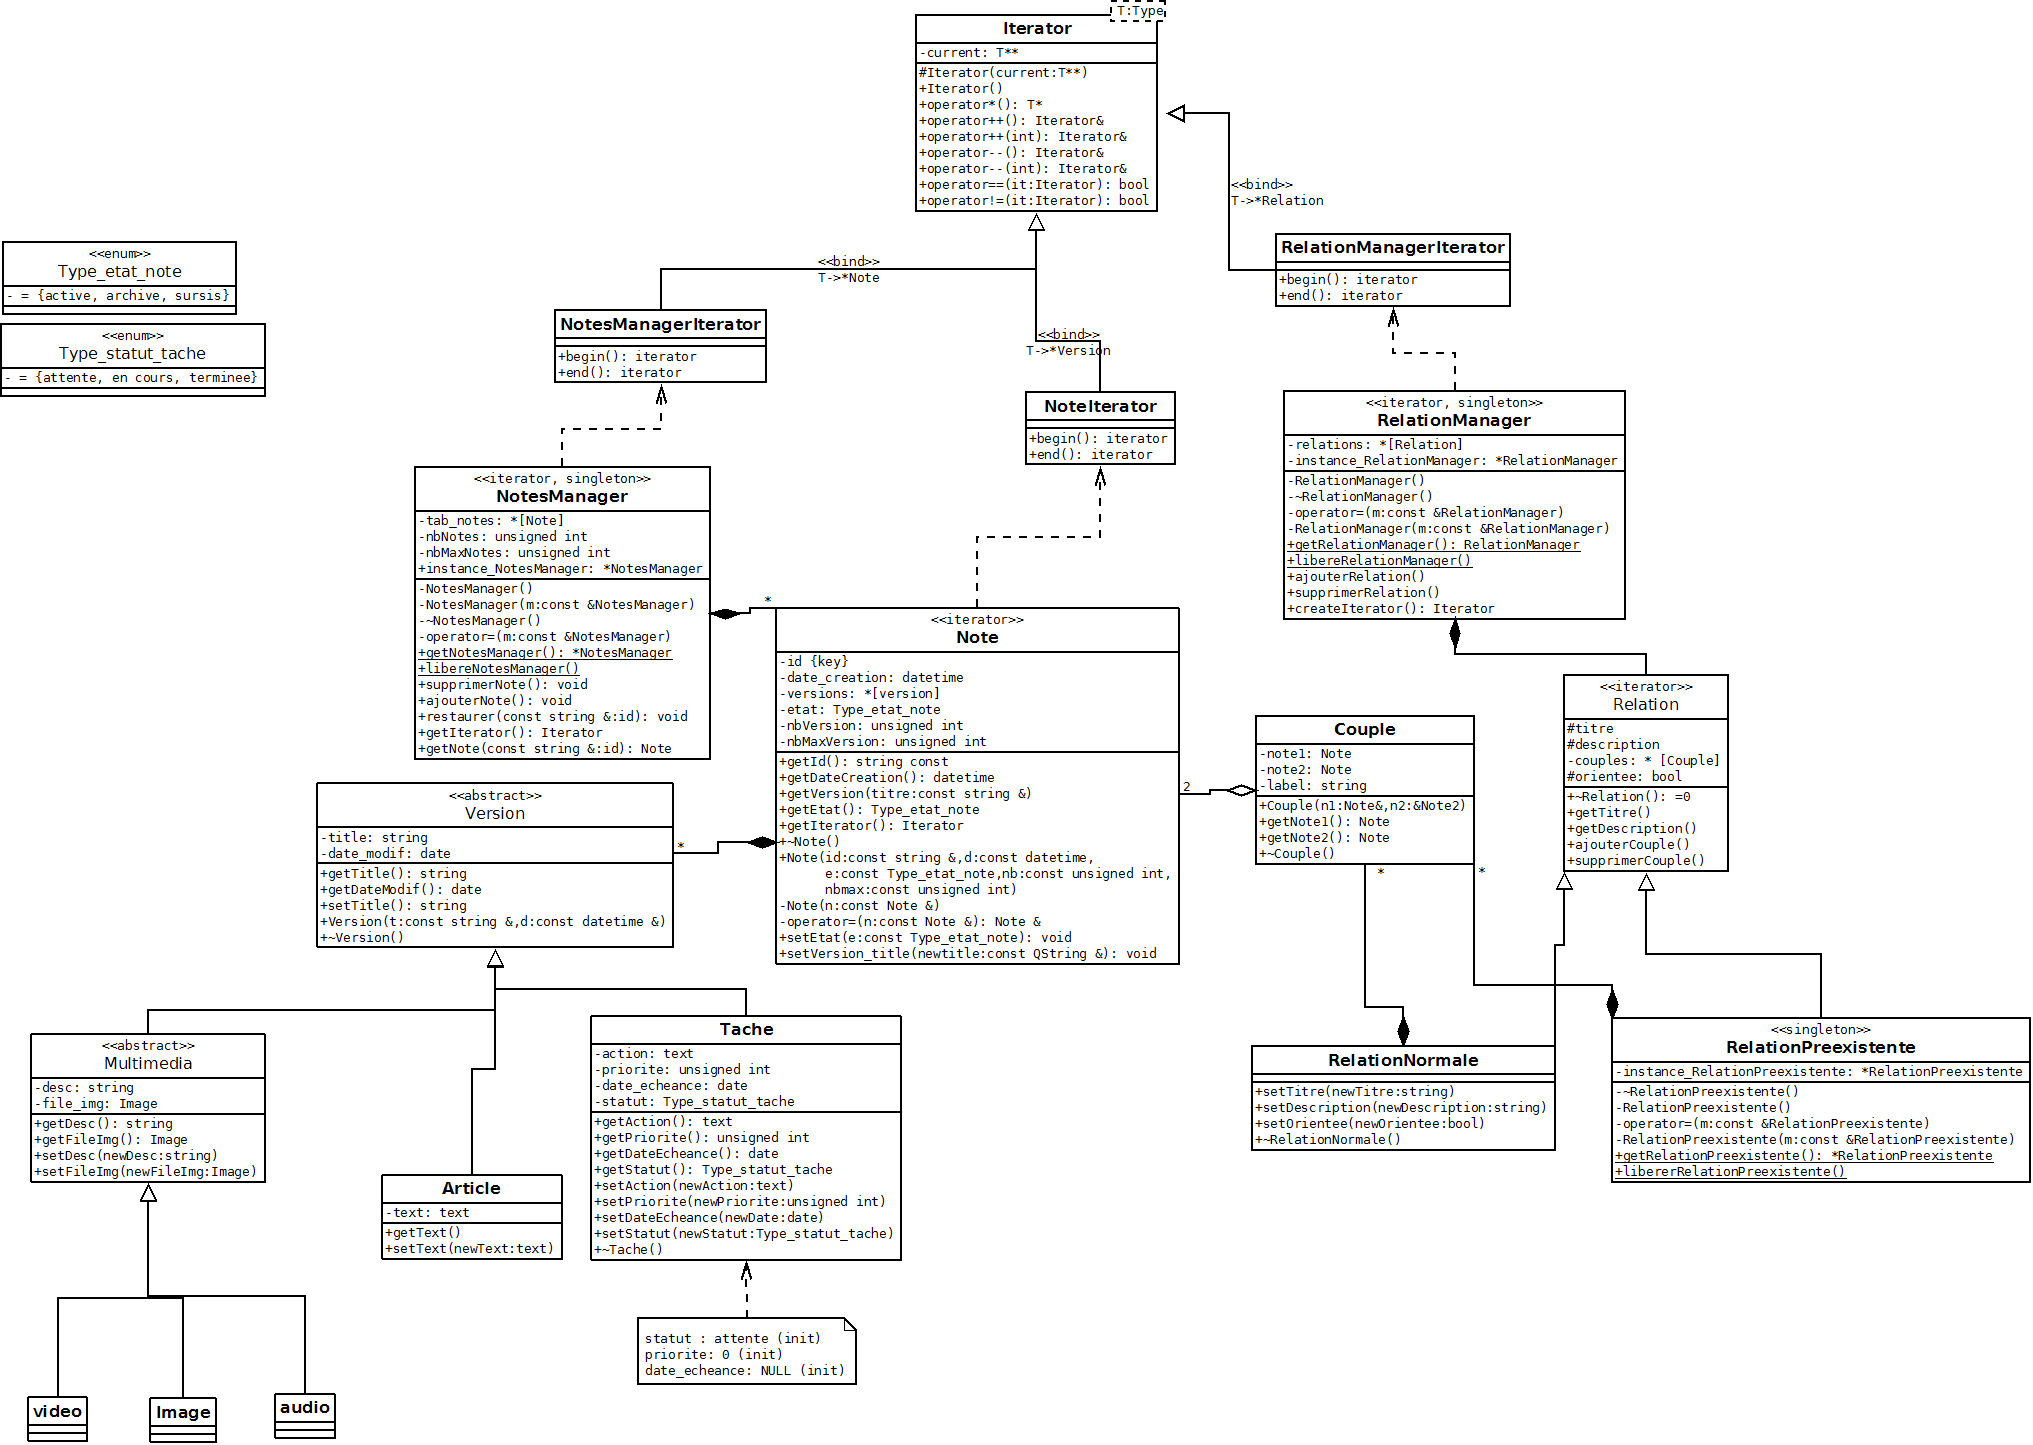 T:Type
Iterator
-current: T**
#Iterator(current:T**)
+Iterator()
+operator*(): T*
+operator++(): Iterator&
+operator++(int): Iterator&
+operator--(): Iterator&
+operator--(int): Iterator&
+operator==(it:Iterator): bool
+operator!=(it:Iterator): bool
<<bind>>
T->*Relation
<<enum>>
Type_etat_note
- = {active, archive, sursis}
<<enum>>
Type_statut_tache
- = {attente, en cours, terminee}
<<bind>>
T->*Note
<<bind>>
T->*Version
RelationManagerIterator
+begin(): iterator
+end(): iterator
NotesManagerIterator
+begin(): iterator
+end(): iterator
NoteIterator
+begin(): iterator
+end(): iterator
<<iterator, singleton>>
RelationManager
-relations: *[Relation]
-instance_RelationManager: *RelationManager
-RelationManager()
-~RelationManager()
-operator=(m:const &RelationManager)
-RelationManager(m:const &RelationManager)
+getRelationManager(): RelationManager
+libereRelationManager()
+ajouterRelation()
+supprimerRelation()
+createIterator(): Iterator
<<iterator, singleton>>
NotesManager
-tab_notes: *[Note]
-nbNotes: unsigned int
-nbMaxNotes: unsigned int
+instance_NotesManager: *NotesManager
-NotesManager()
-NotesManager(m:const &NotesManager)
-~NotesManager()
-operator=(m:const &NotesManager)
+getNotesManager(): *NotesManager
+libereNotesManager()
+supprimerNote(): void
+ajouterNote(): void
+restaurer(const string &:id): void
+getIterator(): Iterator
+getNote(const string &:id): Note
*
<<iterator>>
Note
-id {key}
-date_creation: datetime
-versions: *[version]
-etat: Type_etat_note
-nbVersion: unsigned int
-nbMaxVersion: unsigned int
+getId(): string const
+getDateCreation(): datetime
+getVersion(titre:const string &)
+getEtat(): Type_etat_note
+getIterator(): Iterator
+~Note()
+Note(id:const string &,d:const datetime,
e:const Type_etat_note,nb:const unsigned int,
nbmax:const unsigned int)
-Note(n:const Note &)
-operator=(n:const Note &): Note &
+setEtat(e:const Type_etat_note): void
+setVersion_title(newtitle:const QString &): void
2
Couple
-note1: Note
-note2: Note
-label: string
+Couple(n1:Note&,n2:&Note2)
+getNote1(): Note
+getNote2(): Note
+~Couple()
*
*
<<iterator>>
Relation
#titre
#description
-couples: * [Couple]
#orientee: bool
+~Relation(): =0
+getTitre()
+getDescription()
+ajouterCouple()
+supprimerCouple()
<<abstract>>
Version
-title: string
-date_modif: date
+getTitle(): string
+getDateModif(): date
+setTitle(): string
+Version(t:const string &,d:const datetime &)
+~Version()
*
<<abstract>>
Multimedia
-desc: string
-file_img: Image
+getDesc(): string
+getFileImg(): Image
+setDesc(newDesc:string)
+setFileImg(newFileImg:Image)
Article
-text: text
+getText()
+setText(newText:text)
Tache
-action: text
-priorite: unsigned int
-date_echeance: date
-statut: Type_statut_tache
+getAction(): text
+getPriorite(): unsigned int
+getDateEcheance(): date
+getStatut(): Type_statut_tache
+setAction(newAction:text)
+setPriorite(newPriorite:unsigned int)
+setDateEcheance(newDate:date)
+setStatut(newStatut:Type_statut_tache)
+~Tache()
RelationNormale
+setTitre(newTitre:string)
+setDescription(newDescription:string)
+setOrientee(newOrientee:bool)
+~RelationNormale()
<<singleton>>
RelationPreexistente
-instance_RelationPreexistente: *RelationPreexistente
-~RelationPreexistente()
-RelationPreexistente()
-operator=(m:const &RelationPreexistente)
-RelationPreexistente(m:const &RelationPreexistente)
+getRelationPreexistente(): *RelationPreexistente
+libererRelationPreexistente()
statut : attente (init)
priorite: 0 (init)
date_echeance: NULL (init)
video
Image
audio